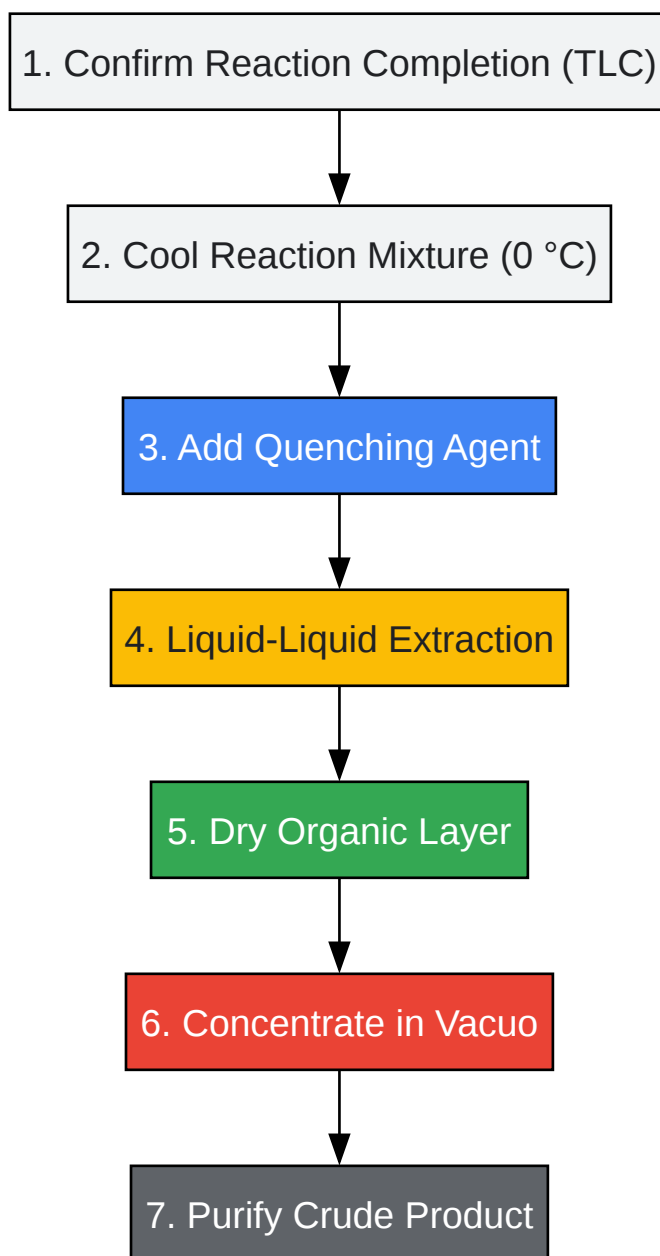 1. Confirm Reaction Completion (TLC)
2. Cool Reaction Mixture (0 °C)
3. Add Quenching Agent
4. Liquid-Liquid Extraction
5. Dry Organic Layer
6. Concentrate in Vacuo
7. Purify Crude Product